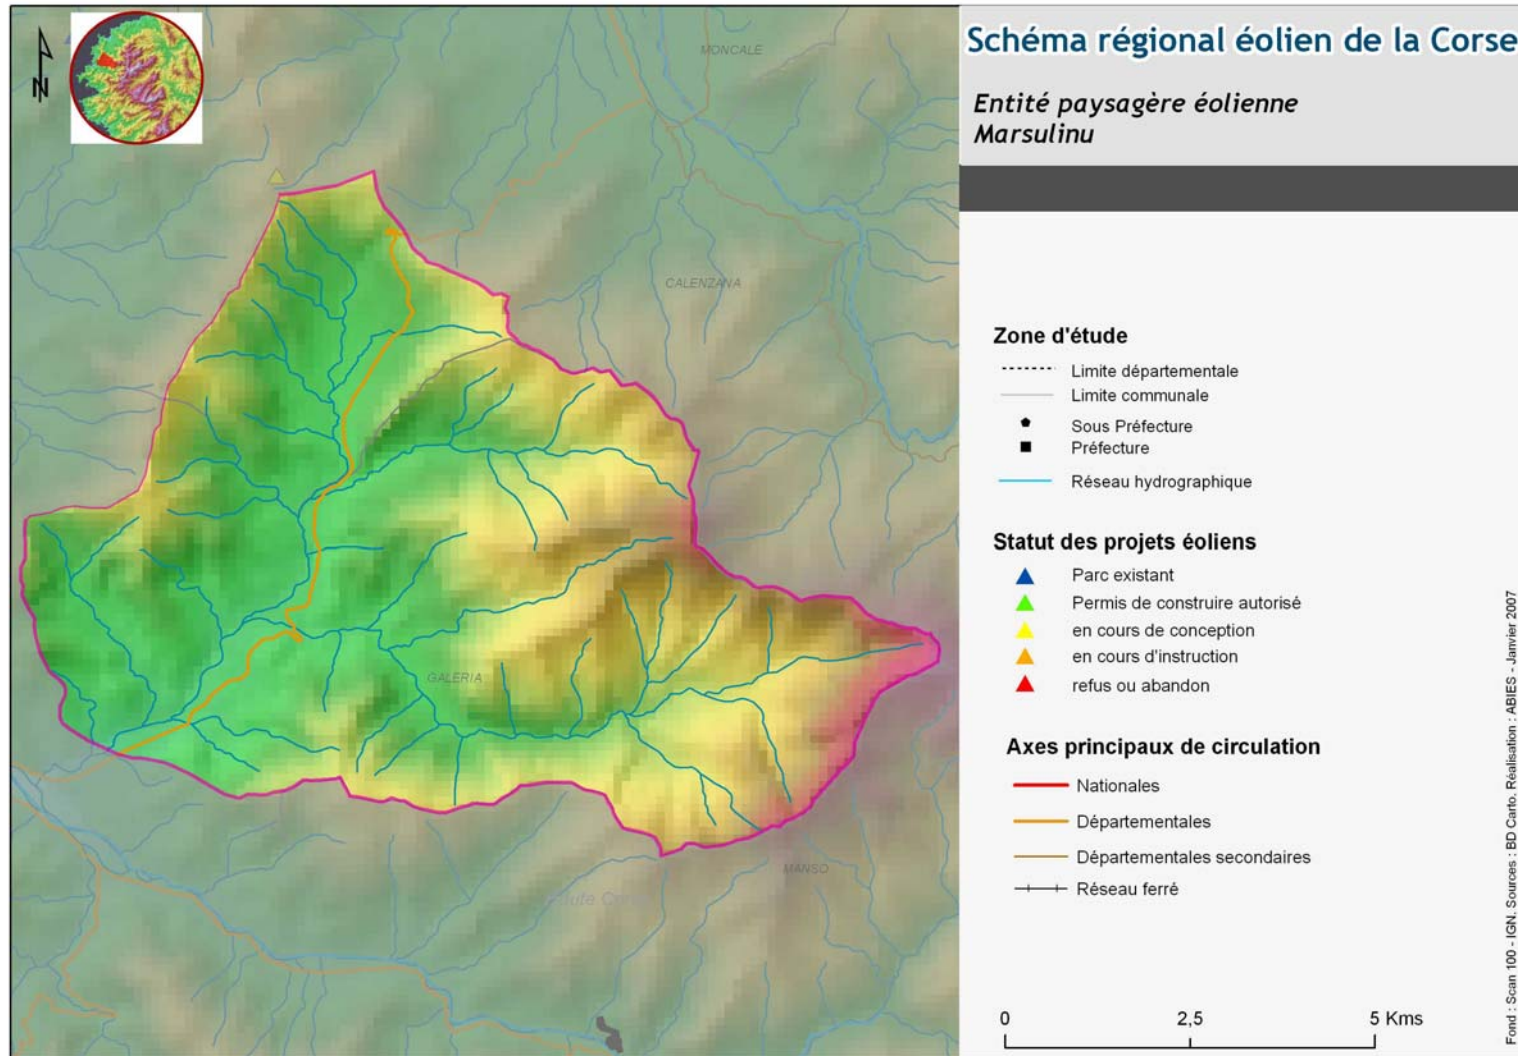 N
MONCALE
CALENZANA
GALERIA
MANSO
Schéma régional éolien de la Corse
Entité paysagère éolienne
Marsulinu
Zone d'étude
Limite départementale
Limite communale
Sous Préfecture
Préfecture
Réseau hydrographique
Statut des projets éoliens
Parc existant
Permis de construire autorisé
en cours de conception
en cours d'instruction
refus ou abandon
Axes principaux de circulation
Nationales
Départementales
Départementales secondaires
Réseau ferré
0 2,5 5 Kms
Fond : Scan 100 - IGN. Sources : BD Carto. Réalisation : ABIES - Janvier 2007